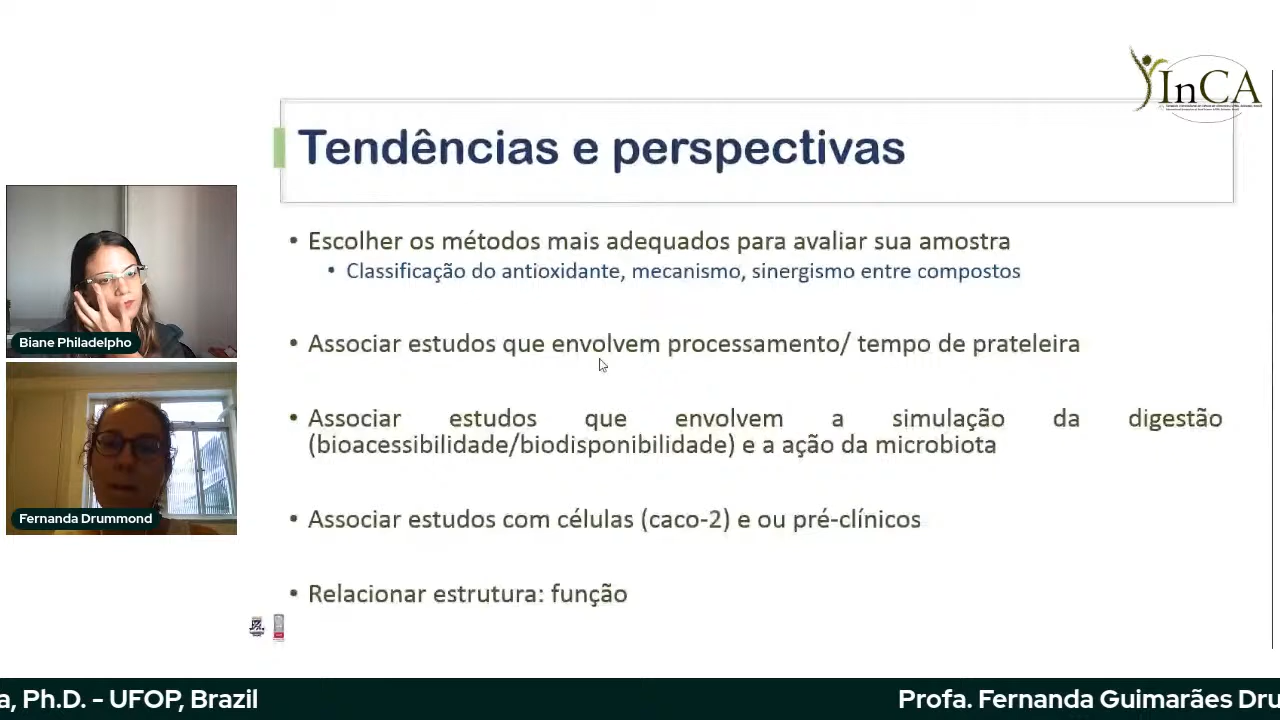 InCA
Tendências e perspectivas
• Escolher os métodos mais adequados para avaliar sua amostra
• Classificação do antioxidante, mecanismo, sinergismo entre compostos
• Associar estudos que envolvem processamento/ tempo de prateleira
• Associar estudos que envolvem a simulação da digestão
(bioacessibilidade/biodisponibilidade) e a ação da microbiota
• Associar estudos com células (caco-2) e ou pré-clínicos
• Relacionar estrutura: função
Biane Philadelpho
Fernanda Drummond
a, Ph.D. - UFOP, Brazil
Profa. Fernanda Guimarães Dru